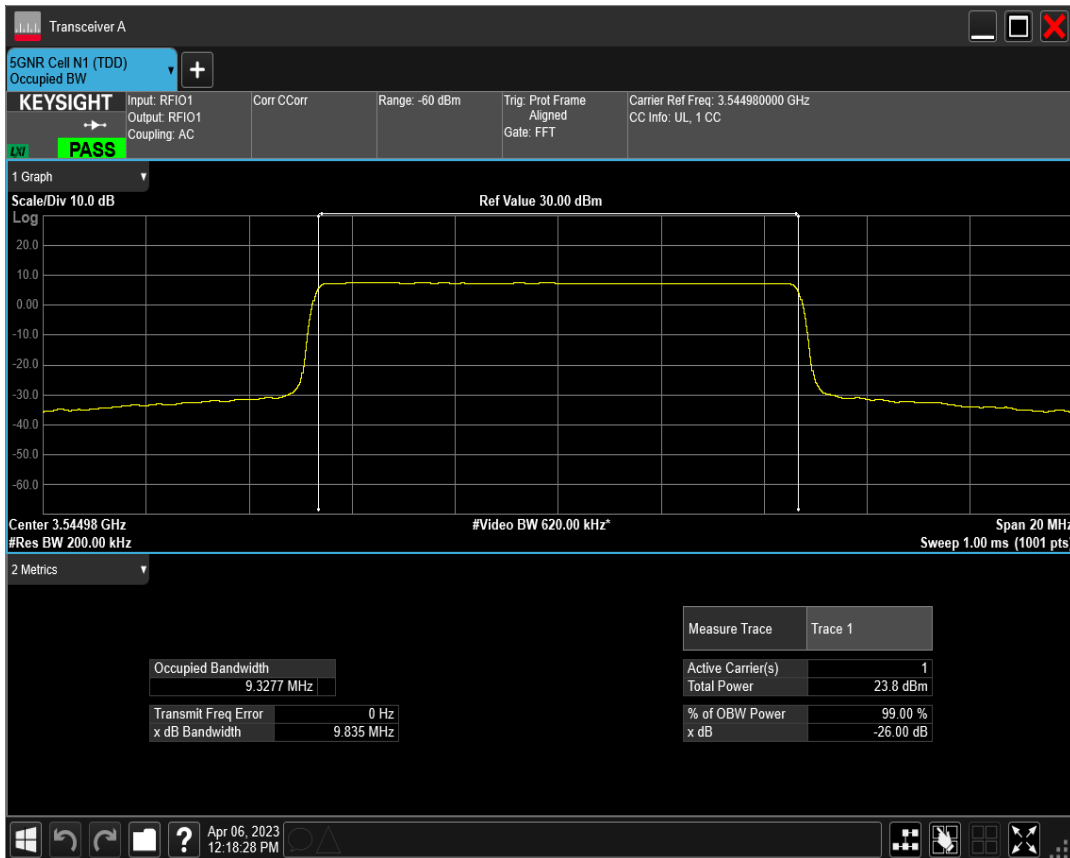 Transceiver A
5GNR Cell N1 (TDD)
Occupied BW
+
KEYSIGHT
LXI
PASS
Input: RFIO1
Output: RFIO1
Coupling: AC
Corr CCorr
Range: -60 dBm
Trig: Prot Frame
Aligned
Gate: FFT
Carrier Ref Freq: 3.544980000 GHz
CC Info: UL, 1 CC
1 Graph
Scale/Div 10.0 dB
Ref Value 30.00 dBm
Log
20.0
10.0
0.00
-10.0
-20.0
-30.0
-40.0
-50.0
-60.0
Center 3.54498 GHz
#Video BW 620.00 kHz*
Span 20 MHz
#Res BW 200.00 kHz
Sweep 1.00 ms (1001 pts)
2 Metrics
Measure Trace Trace 1
Occupied Bandwidth
9.3277 MHz
Active Carrier(s) 1
Total Power 23.8 dBm
Transmit Freq Error 0 Hz
x dB Bandwidth 9.835 MHz
% of OBW Power 99.00 %
x dB -26.00 dB
?
Apr 06, 2023
12:18:28 PM